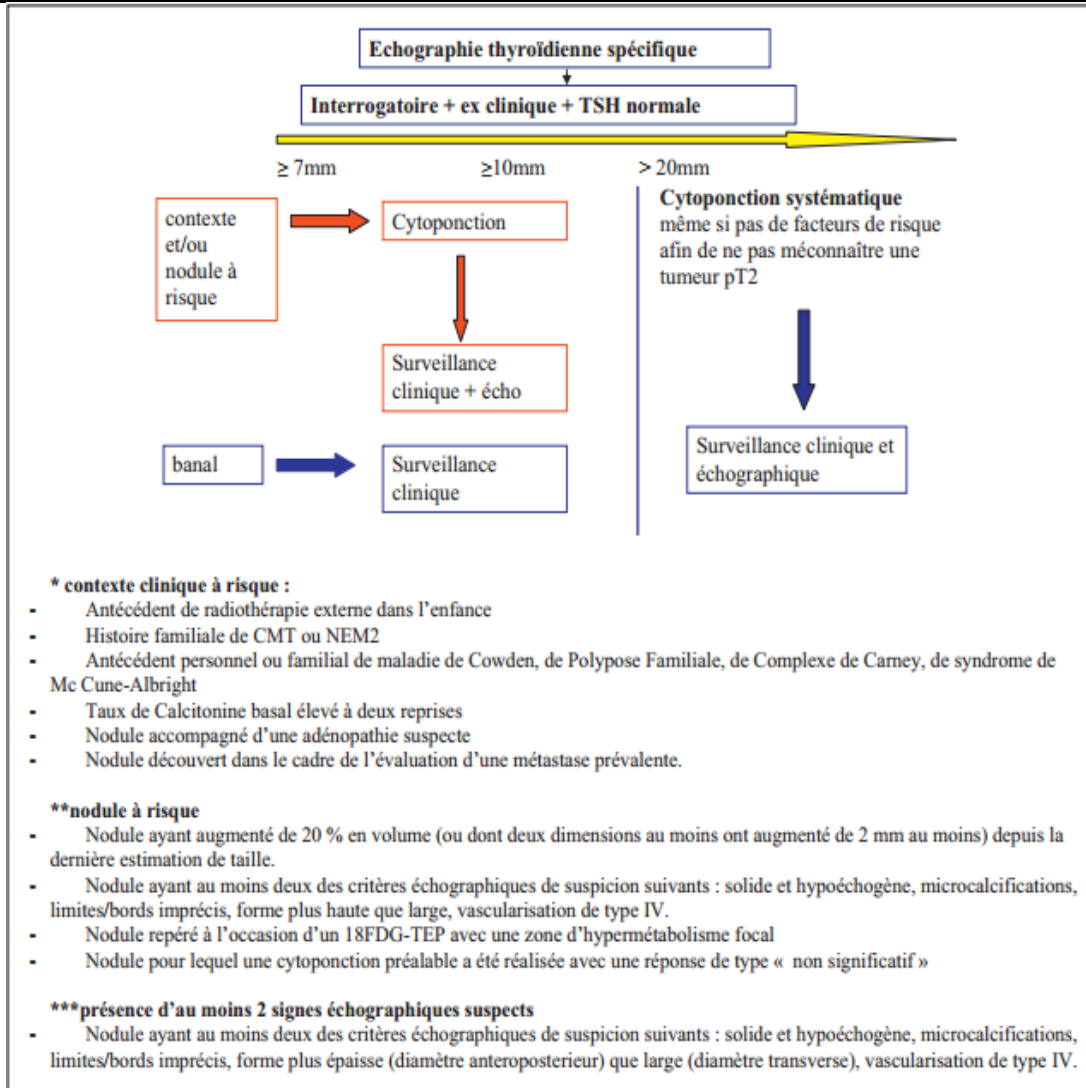 Echographie thyroïdienne spécifique
Interrogatoire + ex clinique + TSH normale
≥ 7mm
≥10mm
> 20mm
contexte
et/ou
nodule à
risque
Cytoponction
Cytoponction systématique
même si pas de facteurs de risque
afin de ne pas méconnaître une
tumeur pT2
Surveillance
clinique + écho
banal
Surveillance
clinique
Surveillance clinique et
échographique
* contexte clinique à risque :
- Antécédent de radiothérapie externe dans l'enfance
- Histoire familiale de CMT ou NEM2
- Antécédent personnel ou familial de maladie de Cowden, de Polypose Familiale, de Complexe de Carney, de syndrome de
Mc Cune-Albright
- Taux de Calcitonine basal élevé à deux reprises
- Nodule accompagné d'une adénopathie suspecte
- Nodule découvert dans le cadre de l'évaluation d'une métastase prévalente.
**nodule à risque
- Nodule ayant augmenté de 20 % en volume (ou dont deux dimensions au moins ont augmenté de 2 mm au moins) depuis la
dernière estimation de taille.
- Nodule ayant au moins deux des critères échographiques de suspicion suivants : solide et hypoéchogène, microcalcifications,
limites/bords imprécis, forme plus haute que large, vascularisation de type IV.
- Nodule repéré à l'occasion d'un 18FDG-TEP avec une zone d'hypermétabolisme focal
- Nodule pour lequel une cytoponction préalable a été réalisée avec une réponse de type « non significatif »
***présence d'au moins 2 signes échographiques suspects
- Nodule ayant au moins deux des critères échographiques de suspicion suivants : solide et hypoéchogène, microcalcifications,
limites/bords imprécis, forme plus épaisse (diamètre anteroposterieur) que large (diamètre transverse), vascularisation de type IV.